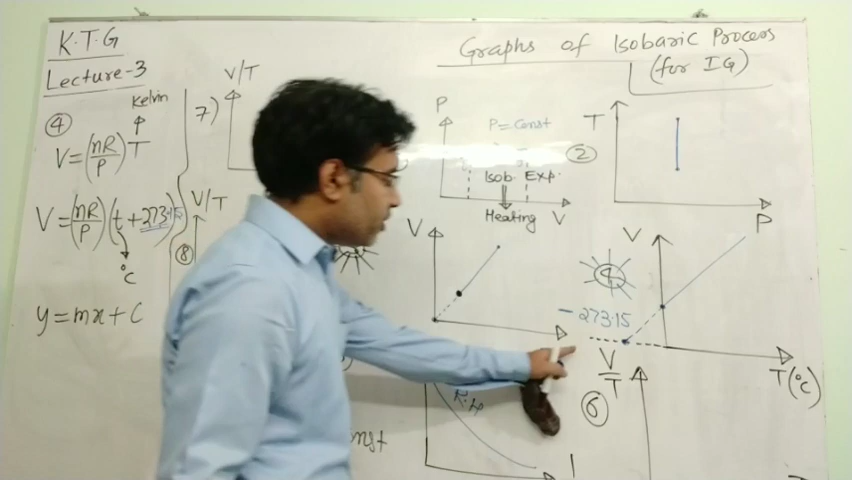 K.T.G
Lecture-3
Graphs of Isobaric Process
(for IG)
④
Kelvin
V=(nR/P)T
V=(nR/P)(t+273.15)
°C
y=mx+C
7)
V/T
⑧
V/T
P
P=Const
Isob. Exp.
Heating
V
②
T
P
V
④
V
-273.15
T(°C)
R.H
⑥
V/T